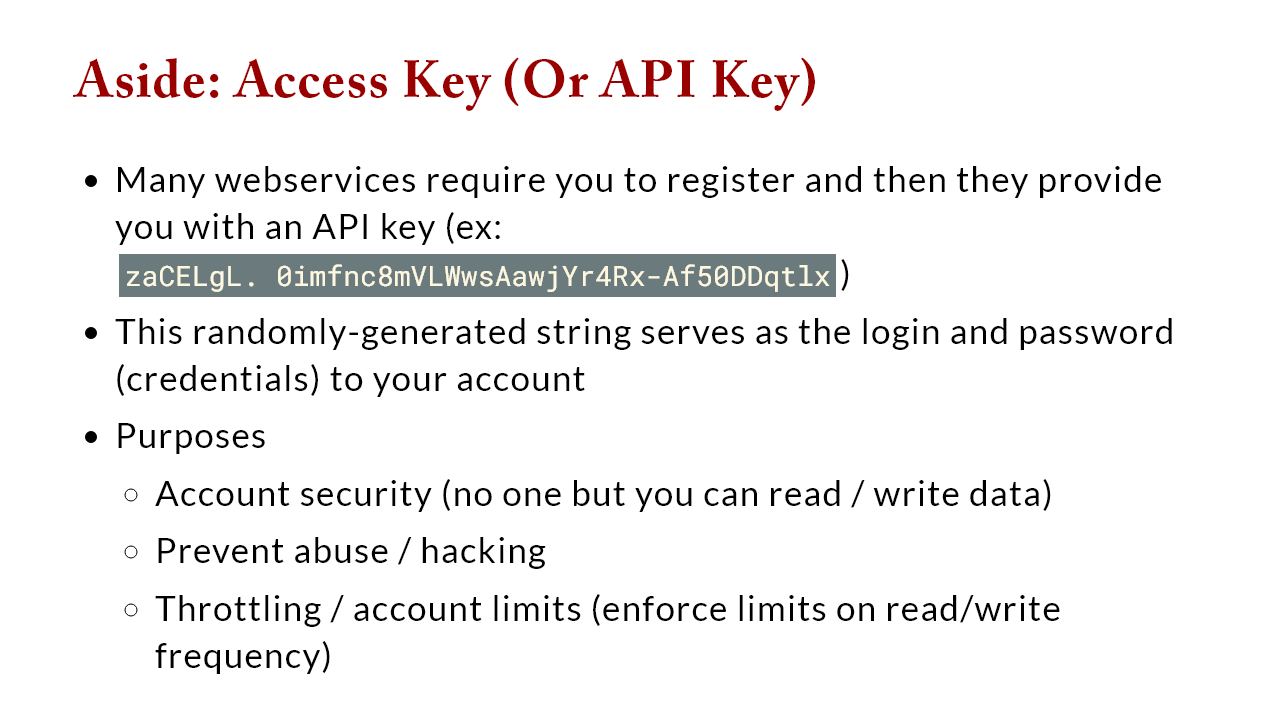 Aside: Access Key (Or API Key)
• Many webservices require you to register and then they provide
you with an API key (ex:
zaCELgL. 0imfnc8mVLWwsAawjYr4Rx-Af50DDqtlx )
• This randomly-generated string serves as the login and password
(credentials) to your account
• Purposes
○ Account security (no one but you can read / write data)
○ Prevent abuse / hacking
○ Throttling / account limits (enforce limits on read/write
frequency)